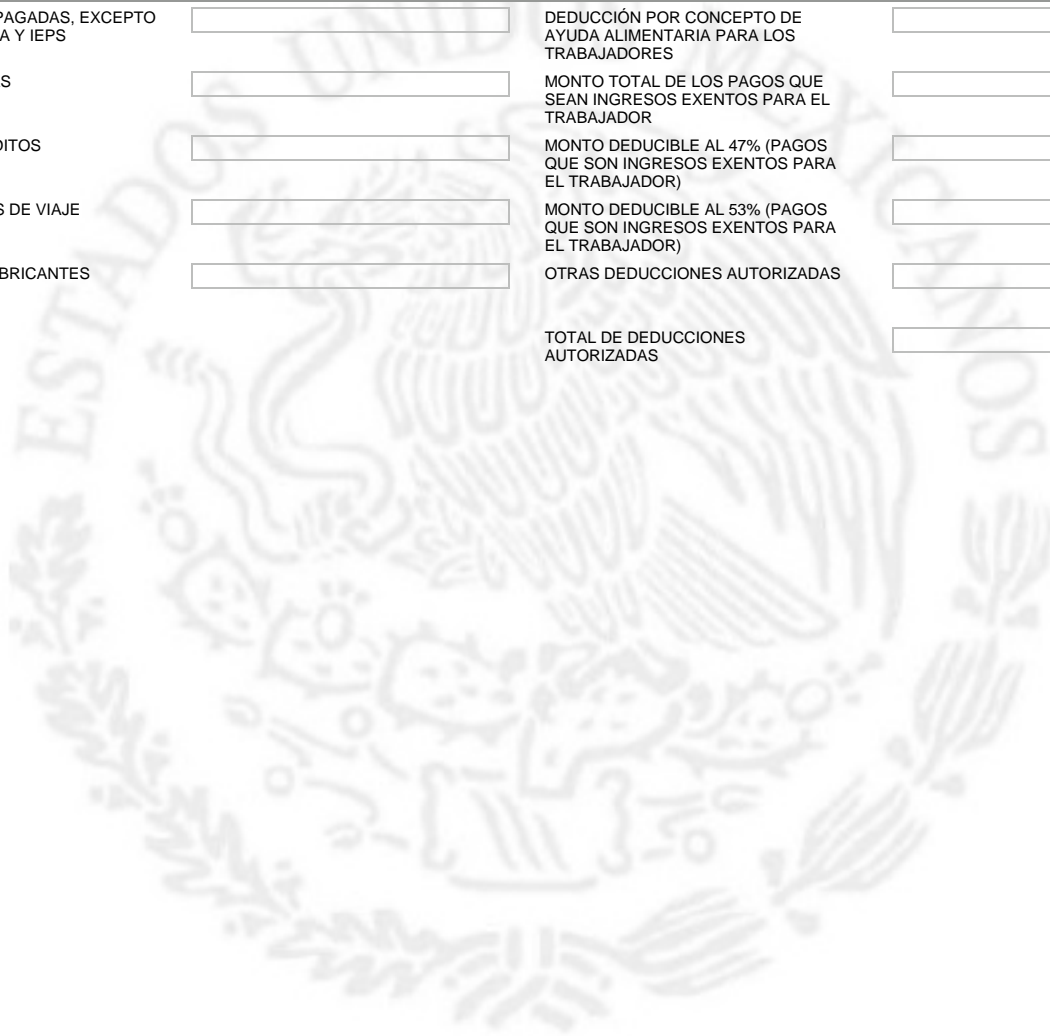 PAGADAS, EXCEPTO
A Y IEPS
S
DITOS
S DE VIAJE
BRICANTES
DEDUCCIÓN POR CONCEPTO DE
AYUDA ALIMENTARIA PARA LOS
TRABAJADORES
MONTO TOTAL DE LOS PAGOS QUE
SEAN INGRESOS EXENTOS PARA EL
TRABAJADOR
MONTO DEDUCIBLE AL 47% (PAGOS
QUE SON INGRESOS EXENTOS PARA
EL TRABAJADOR)
MONTO DEDUCIBLE AL 53% (PAGOS
QUE SON INGRESOS EXENTOS PARA
EL TRABAJADOR)
OTRAS DEDUCCIONES AUTORIZADAS
TOTAL DE DEDUCCIONES
AUTORIZADAS
ESTADOS UNIDOS MEXICANOS